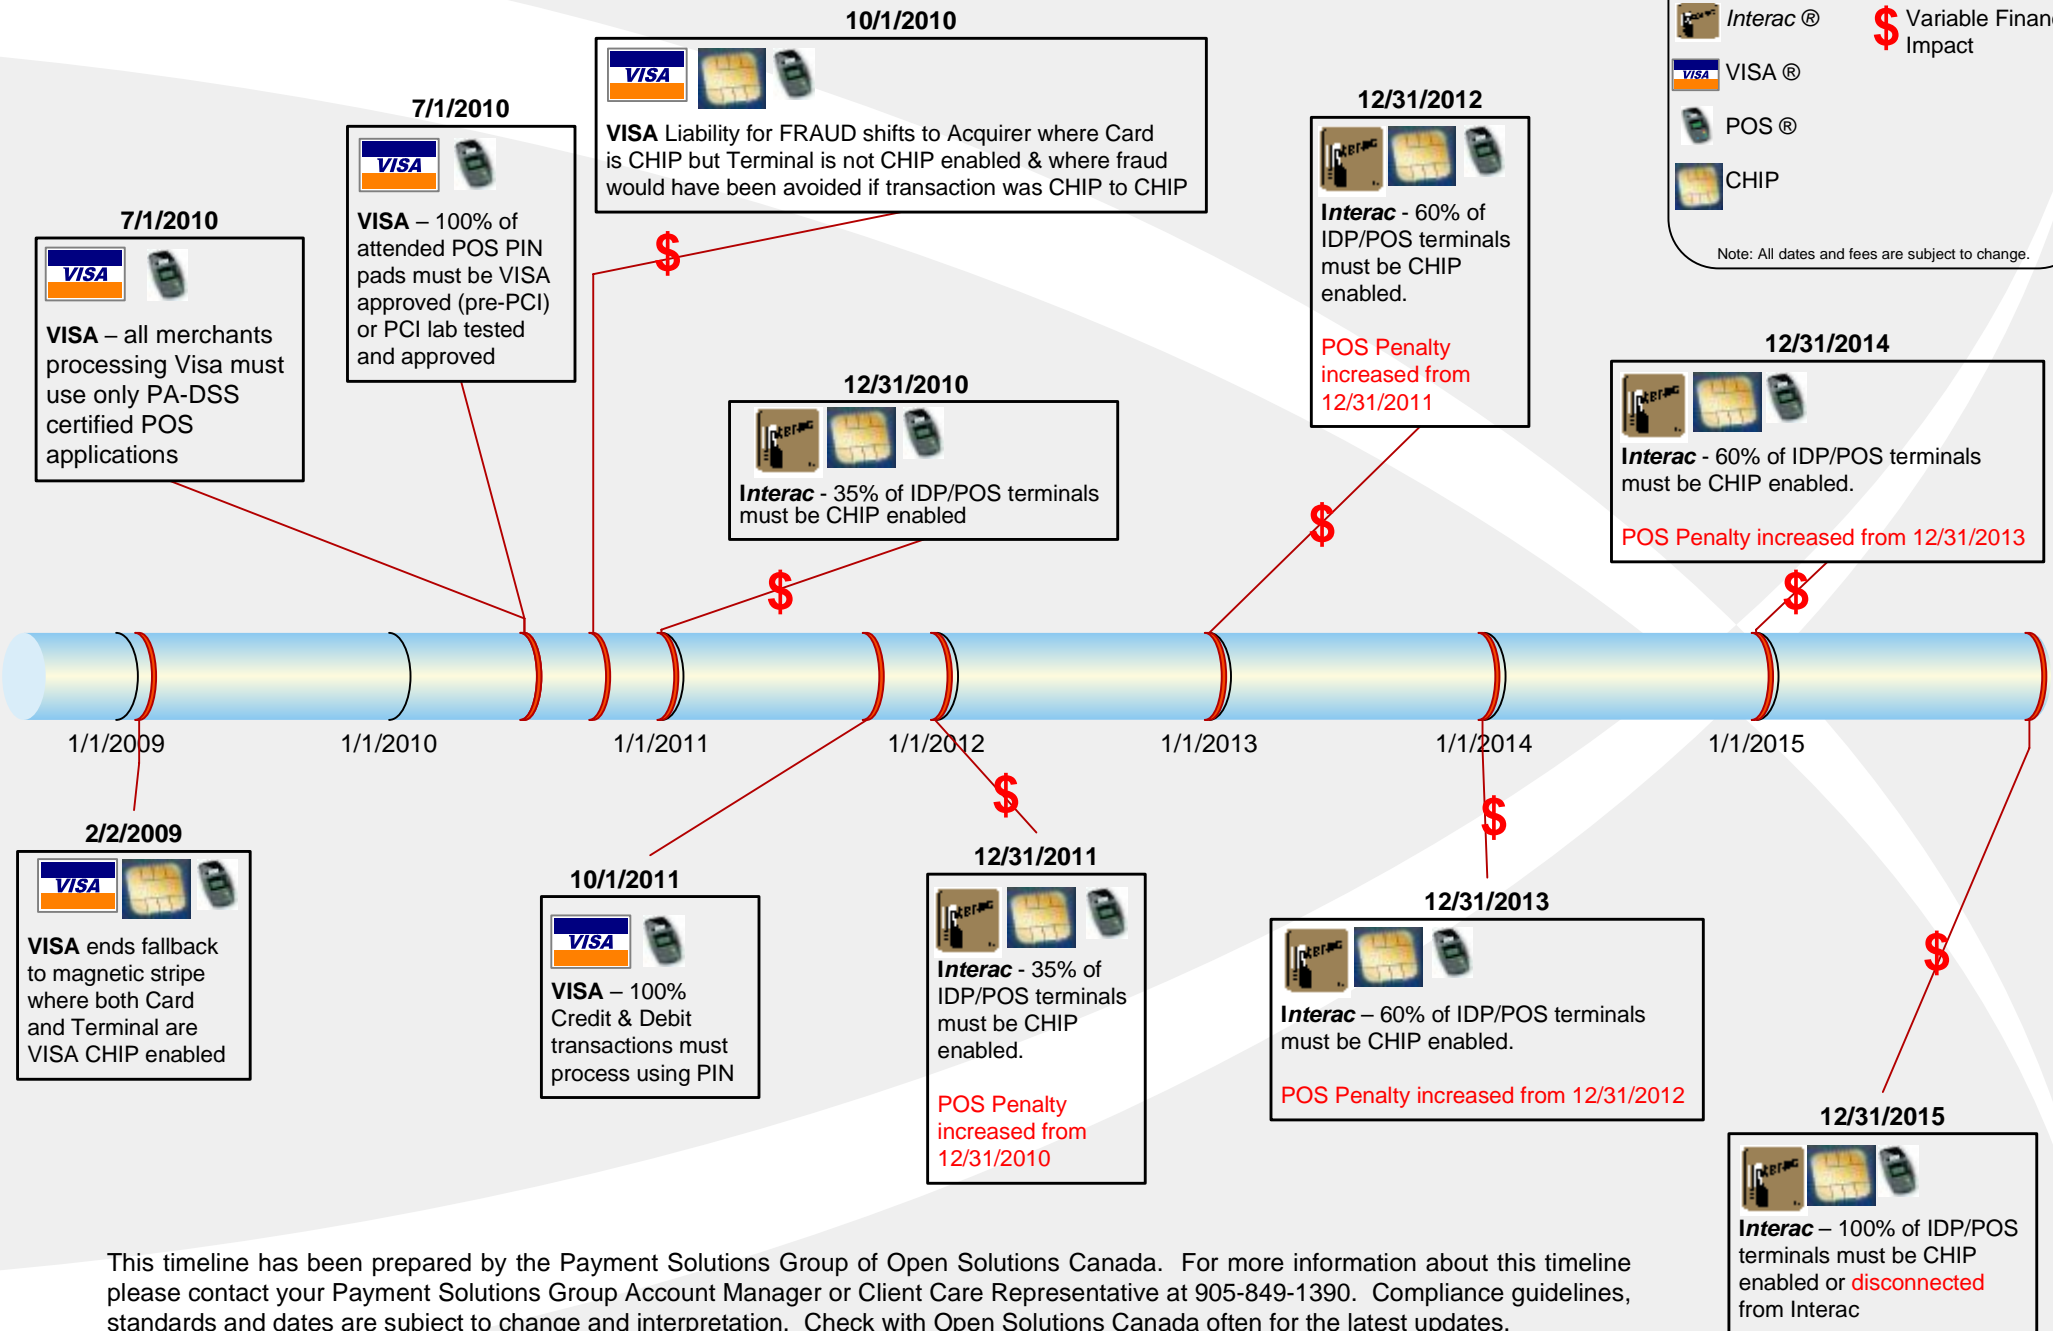 10/1/2010
VISA
VISA Liability for FRAUD shifts to Acquirer where Card
is CHIP but Terminal is not CHIP enabled & where fraud
would have been avoided if transaction was CHIP to CHIP
Interac ®
$ Variable
Impact
VISA
VISA ®
POS ®
CHIP
Note: All dates and fees are subject to change.
7/1/2010
VISA
VISA – 100% of
attended POS PIN
pads must be VISA
approved (pre-PCI)
or PCI lab tested
and approved
7/1/2010
VISA
VISA – all merchants
processing Visa must
use only PA-DSS
certified POS
applications
12/31/2010
Interac - 35% of IDP/POS terminals
must be CHIP enabled
12/31/2012
Interac - 60% of
IDP/POS terminals
must be CHIP
enabled.
POS Penalty
increased from
12/31/2011
12/31/2014
Interac - 60% of IDP/POS terminals
must be CHIP enabled.
POS Penalty increased from 12/31/2013
$
$
$
$
1/1/2009
1/1/2010
1/1/2011
1/1/2012
1/1/2013
1/1/2014
1/1/2015
$
$
$
2/2/2009
VISA
VISA ends fallback
to magnetic stripe
where both Card
and Terminal are
VISA CHIP enabled
10/1/2011
VISA
VISA – 100%
Credit & Debit
transactions must
process using PIN
12/31/2011
Interac - 35% of
IDP/POS terminals
must be CHIP
enabled.
POS Penalty
increased from
12/31/2010
12/31/2013
Interac – 60% of IDP/POS terminals
must be CHIP enabled.
POS Penalty increased from 12/31/2012
12/31/2015
Interac – 100% of IDP/POS
terminals must be CHIP
enabled or disconnected
from Interac
This timeline has been prepared by the Payment Solutions Group of Open Solutions Canada. For more information about this timeline
please contact your Payment Solutions Group Account Manager or Client Care Representative at 905-849-1390. Compliance guidelines,
standards and dates are subject to change and interpretation. Check with Open Solutions Canada often for the latest updates.